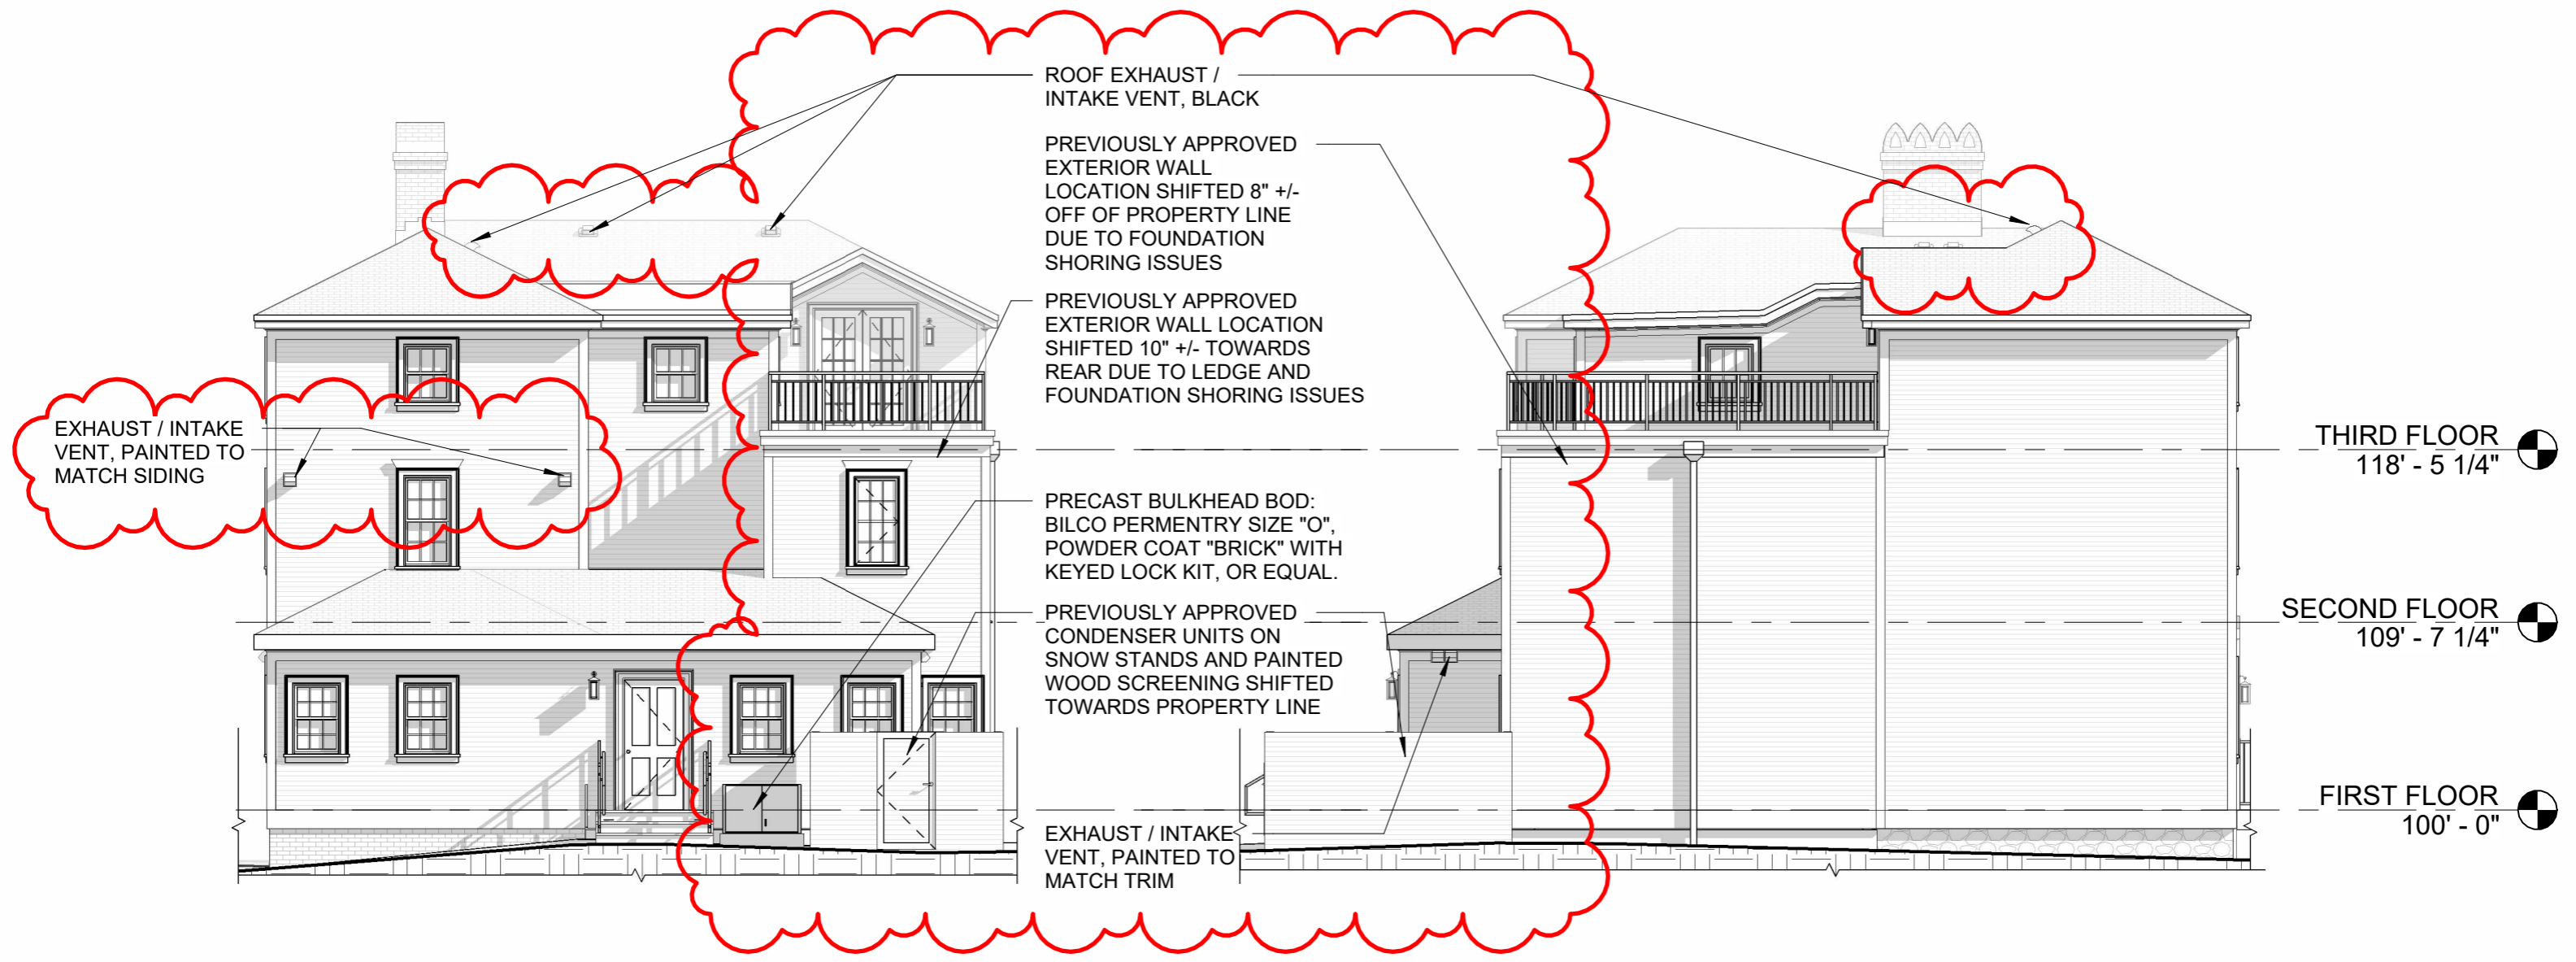 ROOF EXHAUST /
INTAKE VENT, BLACK
PREVIOUSLY APPROVED
EXTERIOR WALL
LOCATION SHIFTED 8" +/-
OFF OF PROPERTY LINE
DUE TO FOUNDATION
SHORING ISSUES
PREVIOUSLY APPROVED
EXTERIOR WALL LOCATION
SHIFTED 10" +/- TOWARDS
REAR DUE TO LEDGE AND
FOUNDATION SHORING ISSUES
EXHAUST / INTAKE
VENT, PAINTED TO
MATCH SIDING
PRECAST BULKHEAD BOD:
BILCO PERMENTRY SIZE "O",
POWDER COAT "BRICK" WITH
KEYED LOCK KIT, OR EQUAL.
PREVIOUSLY APPROVED
CONDENSER UNITS ON
SNOW STANDS AND PAINTED
WOOD SCREENING SHIFTED
TOWARDS PROPERTY LINE
EXHAUST / INTAKE
VENT, PAINTED TO
MATCH TRIM
THIRD FLOOR
118' - 5 1/4"
SECOND FLOOR
109' - 7 1/4"
FIRST FLOOR
100' - 0"